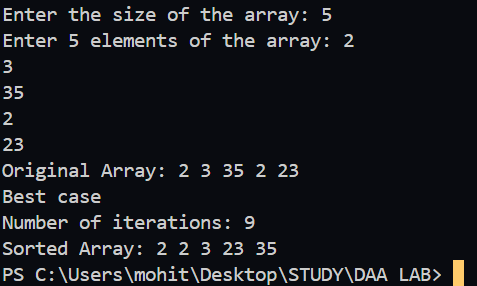 Enter the size of the array: 5
Enter 5 elements of the array: 2
3
35
2
23
Original Array: 2 3 35 2 23
Best case
Number of iterations: 9
Sorted Array: 2 2 3 23 35
PS C:\Users\mohit\Desktop\STUDY\DAA LAB>